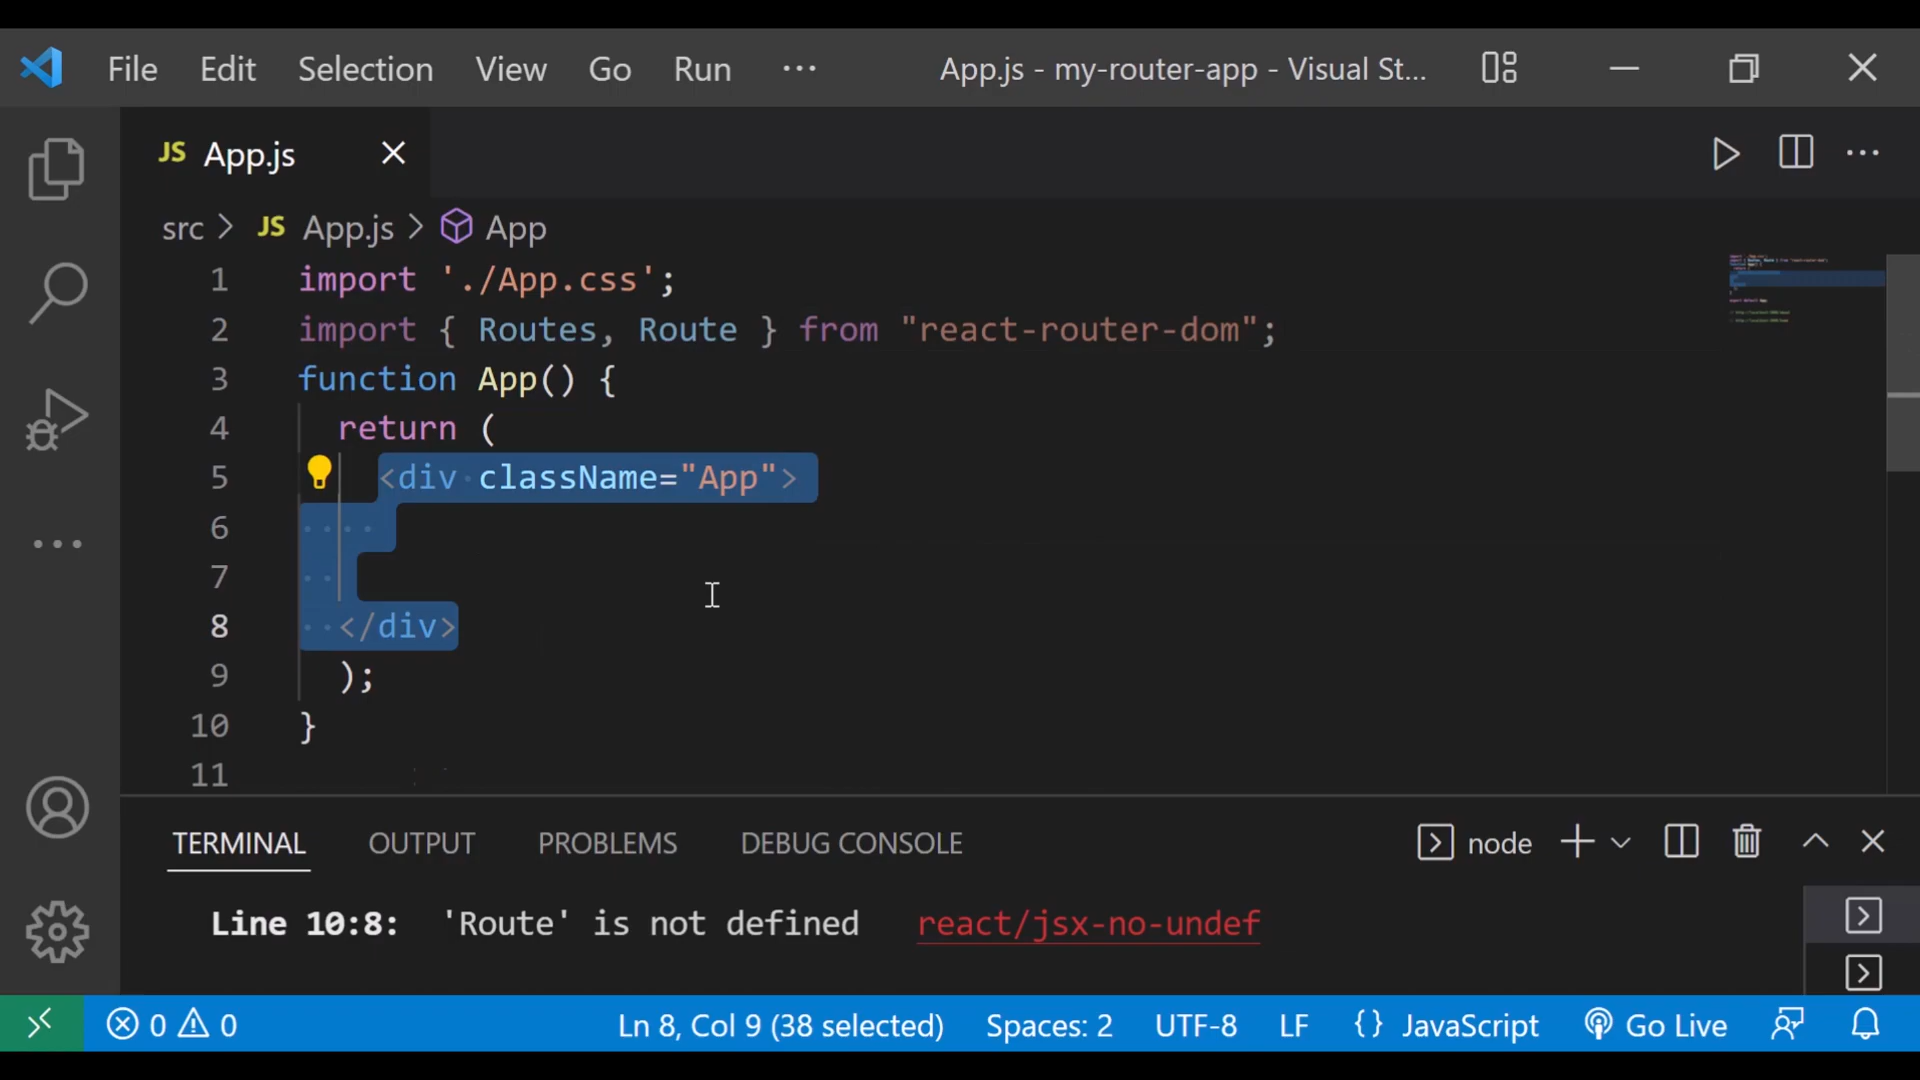 File Edit Selection View Go Run ··· App.js - my-router-app - Visual St...
JS App.js
src > JS App.js > App
1 import './App.css';
2 import { Routes, Route } from "react-router-dom";
3 function App() {
4 return (
5 <div className="App">
6
7
8 </div>
9 );
10 }
11
TERMINAL OUTPUT PROBLEMS DEBUG CONSOLE node
Line 10:8: 'Route' is not defined react/jsx-no-undef
0 0 Ln 8, Col 9 (38 selected) Spaces: 2 UTF-8 LF {} JavaScript Go Live